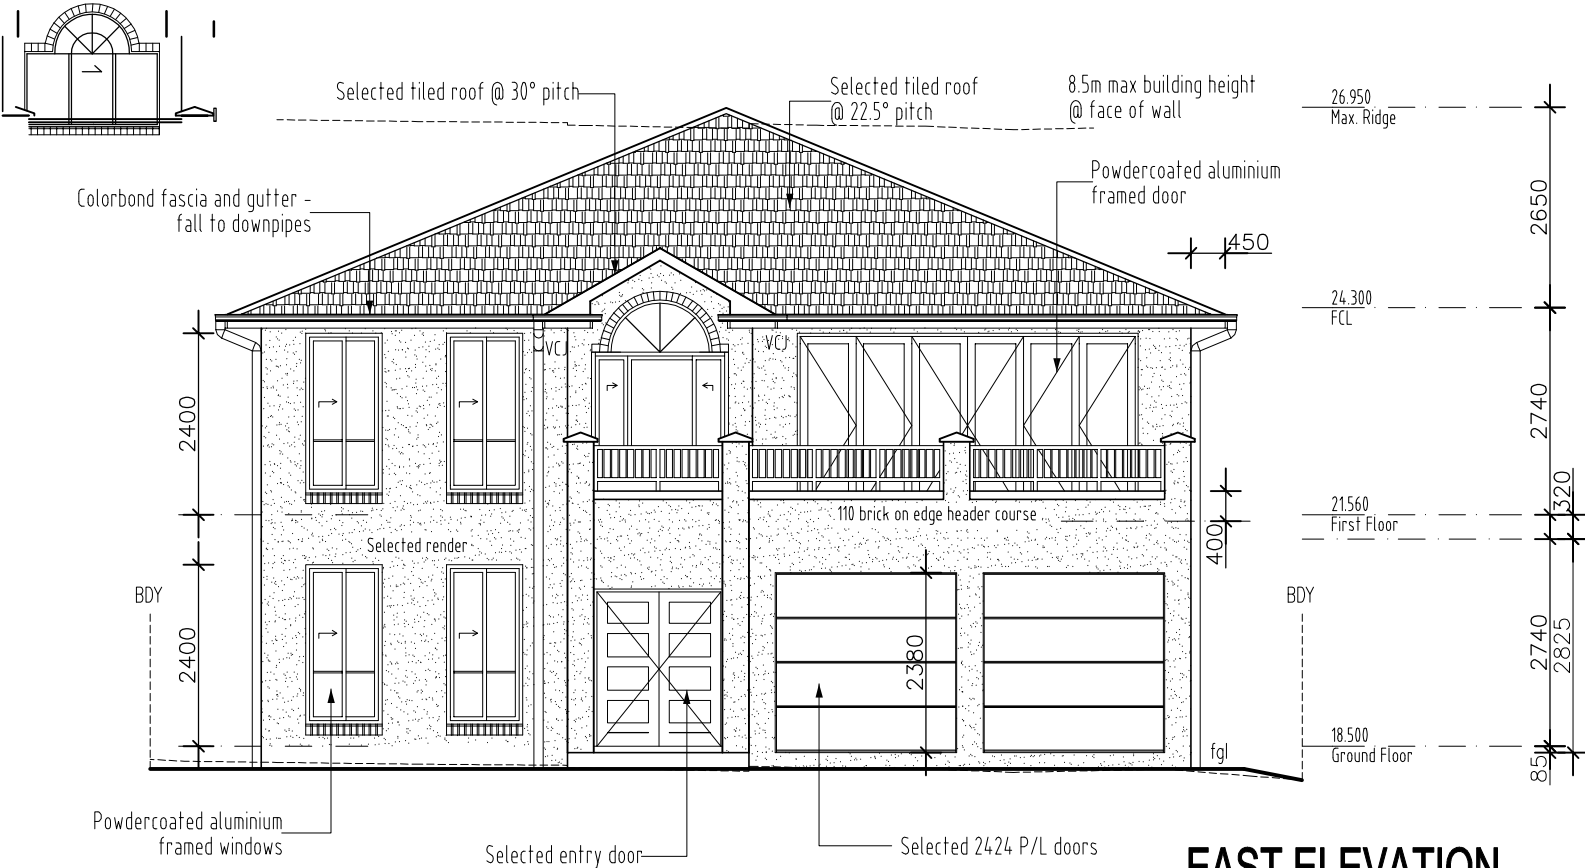 Selected tiled roof @ 30° pitch
Selected tiled roof
@ 22.5° pitch
8.5m max building height
@ face of wall
26.950
Max. Ridge
Powdercoated aluminium
framed door
Colorbond fascia and gutter -
fall to downpipes
450
2650
24.300
FCL
VCJ
VCJ
2400
2740
320
21.560
First Floor
110 brick on edge header course
400
Selected render
BDY
BDY
2400
2380
2740
2825
18.500
Ground Floor
fgl
85
Powdercoated aluminium
framed windows
Selected entry door
Selected 2424 P/L doors
EAST ELEVATION